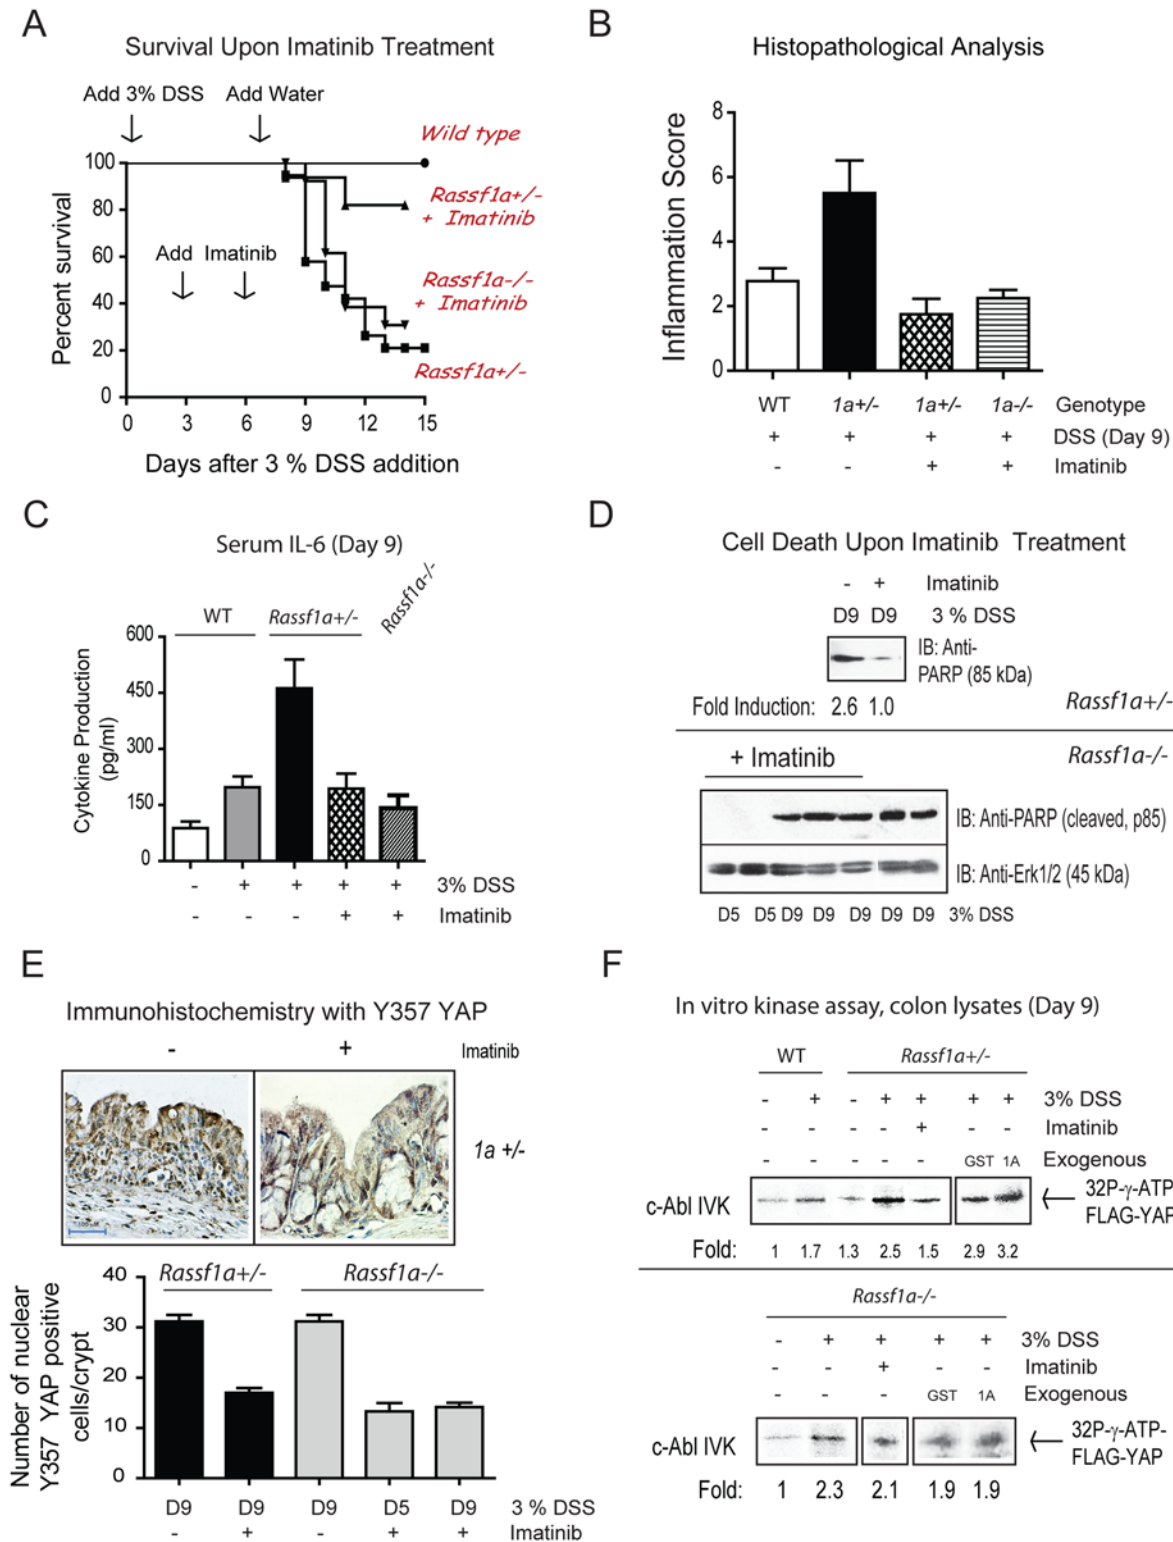 A
Survival Upon Imatinib Treatment
Add 3% DSS
Add Water
Wild type
Rassf1a+/-
+ Imatinib
Rassf1a-/-
+ Imatinib
Rassf1a+/-
Add Imatinib
Percent survival
100
80
60
40
20
0
0 3 6 9 12 15
Days after 3 % DSS addition
B
Histopathological Analysis
Inflammation Score
8
6
4
2
0
WT 1a+/- 1a+/- 1a-/- Genotype
+ + + + DSS (Day 9)
- - + + Imatinib
C
Serum IL-6 (Day 9)
WT Rassf1a+/- Rassf1a-/-
Cytokine Production
(pg/ml)
600
450
300
150
0
- + + + + 3% DSS
- - - + + Imatinib
D
Cell Death Upon Imatinib Treatment
- + Imatinib
D9 D9 3 % DSS
IB: Anti-
PARP (85 kDa)
Fold Induction: 2.6 1.0
Rassf1a+/-
+ Imatinib
Rassf1a-/-
IB: Anti-PARP (cleaved, p85)
IB: Anti-Erk1/2 (45 kDa)
D5 D5 D9 D9 D9 D9 D9 3% DSS
E
Immunohistochemistry with Y357 YAP
- + Imatinib
1a +/-
100 µM
Number of nuclear
Y357 YAP positive
cells/crypt
40
30
20
10
0
Rassf1a+/- Rassf1a-/-
D9 D9 D9 D5 D9 3 % DSS
- + - + + Imatinib
F
In vitro kinase assay, colon lysates (Day 9)
WT Rassf1a+/-
- + - + + + + 3% DSS
- - - - + - - Imatinib
- - - - - GST 1A Exogenous
c-Abl IVK
32P-γ-ATP
FLAG-YAP
Fold: 1 1.7 1.3 2.5 1.5 2.9 3.2
Rassf1a-/-
- + + + + 3% DSS
- - + - - Imatinib
- - - GST 1A Exogenous
c-Abl IVK
32P-γ-ATP-
FLAG-YAP
Fold: 1 2.3 2.1 1.9 1.9